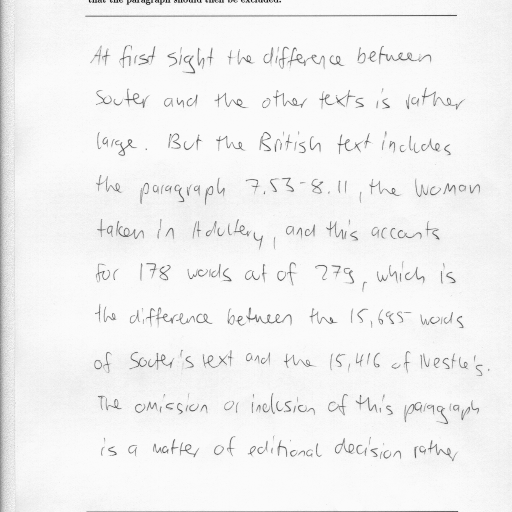 that the paragraph should then be excluded.
At first sight the difference between
Souter and the other texts is rather
large. But the British text includes
the paragraph 7.53-8.11, the Woman
taken in Adultery, and this accounts
for 178 words out of 279, which is
the difference between the 15,695 words
of Souter's text and the 15,416 of Nestle's.
The omission or inclusion of this paragraph
is a matter of editional decision rather